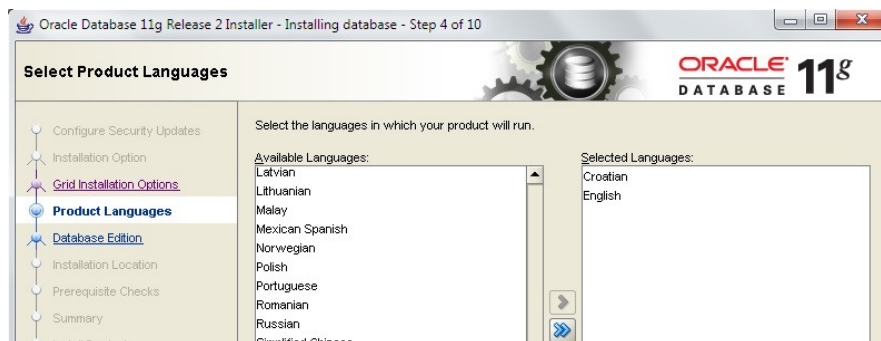 Oracle Database 11g Release 2 Installer - Installing database - Step 4 of 10
Select Product Languages
ORACLE
DATABASE
11g
Configure Security Updates
Installation Option
Grid Installation Options
Product Languages
Database Edition
Installation Location
Prerequisite Checks
Summary
Select the languages in which your product will run.
Available Languages:
Latvian
Lithuanian
Malay
Mexican Spanish
Norwegian
Polish
Portuguese
Romanian
Russian
Selected Languages:
Croatian
English